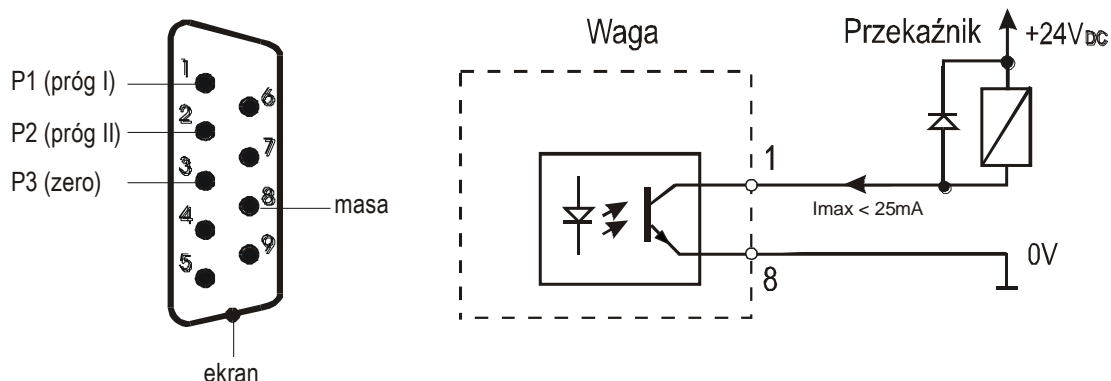 P1 (próg I)
P2 (próg II)
P3 (zero)
1
2
3
4
5
6
7
8
9
masa
ekran
Waga
Przekaźnik
+24VDC
1
Imax < 25mA
8
0V